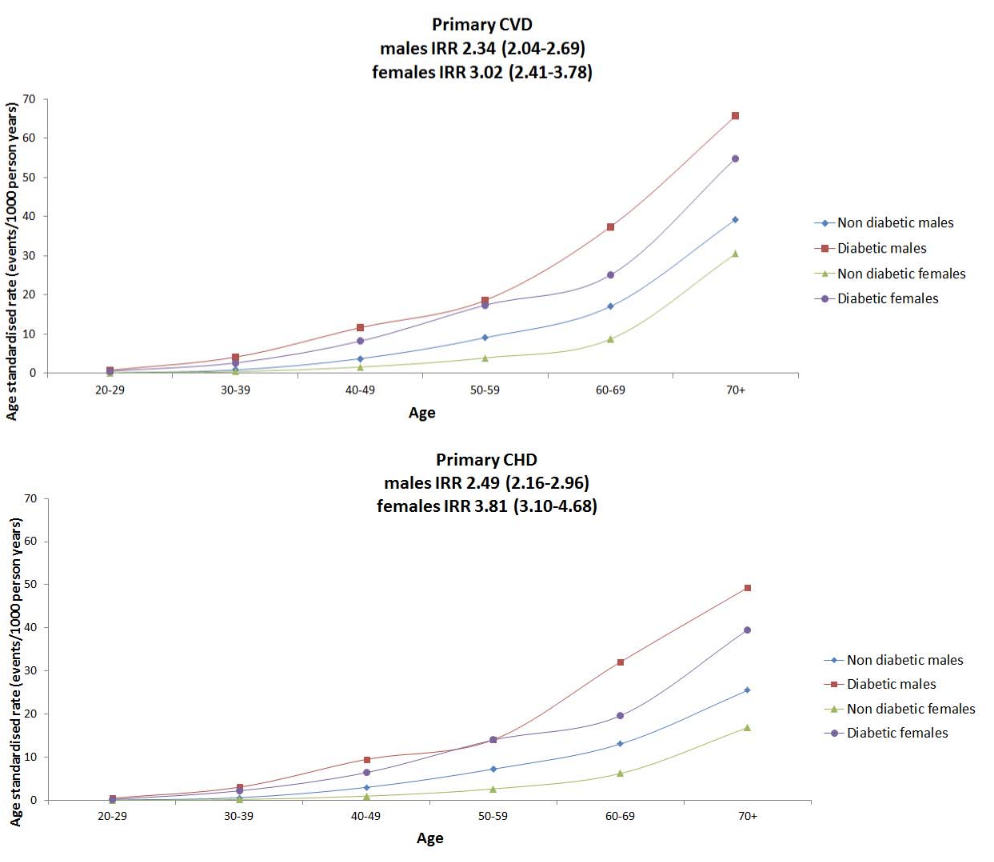 Primary CVD
males IRR 2.34 (2.04-2.69)
females IRR 3.02 (2.41-3.78)
Age standardised rate (events/1000 person years)
70
60
50
40
30
20
10
0
20-29
30-39
40-49
50-59
60-69
70+
Age
Non diabetic males
Diabetic males
Non diabetic females
Diabetic females
Primary CHD
males IRR 2.49 (2.16-2.96)
females IRR 3.81 (3.10-4.68)
Age standardised rate (events/1000 person years)
70
60
50
40
30
20
10
0
20-29
30-39
40-49
50-59
60-69
70+
Age
Non diabetic males
Diabetic males
Non diabetic females
Diabetic females